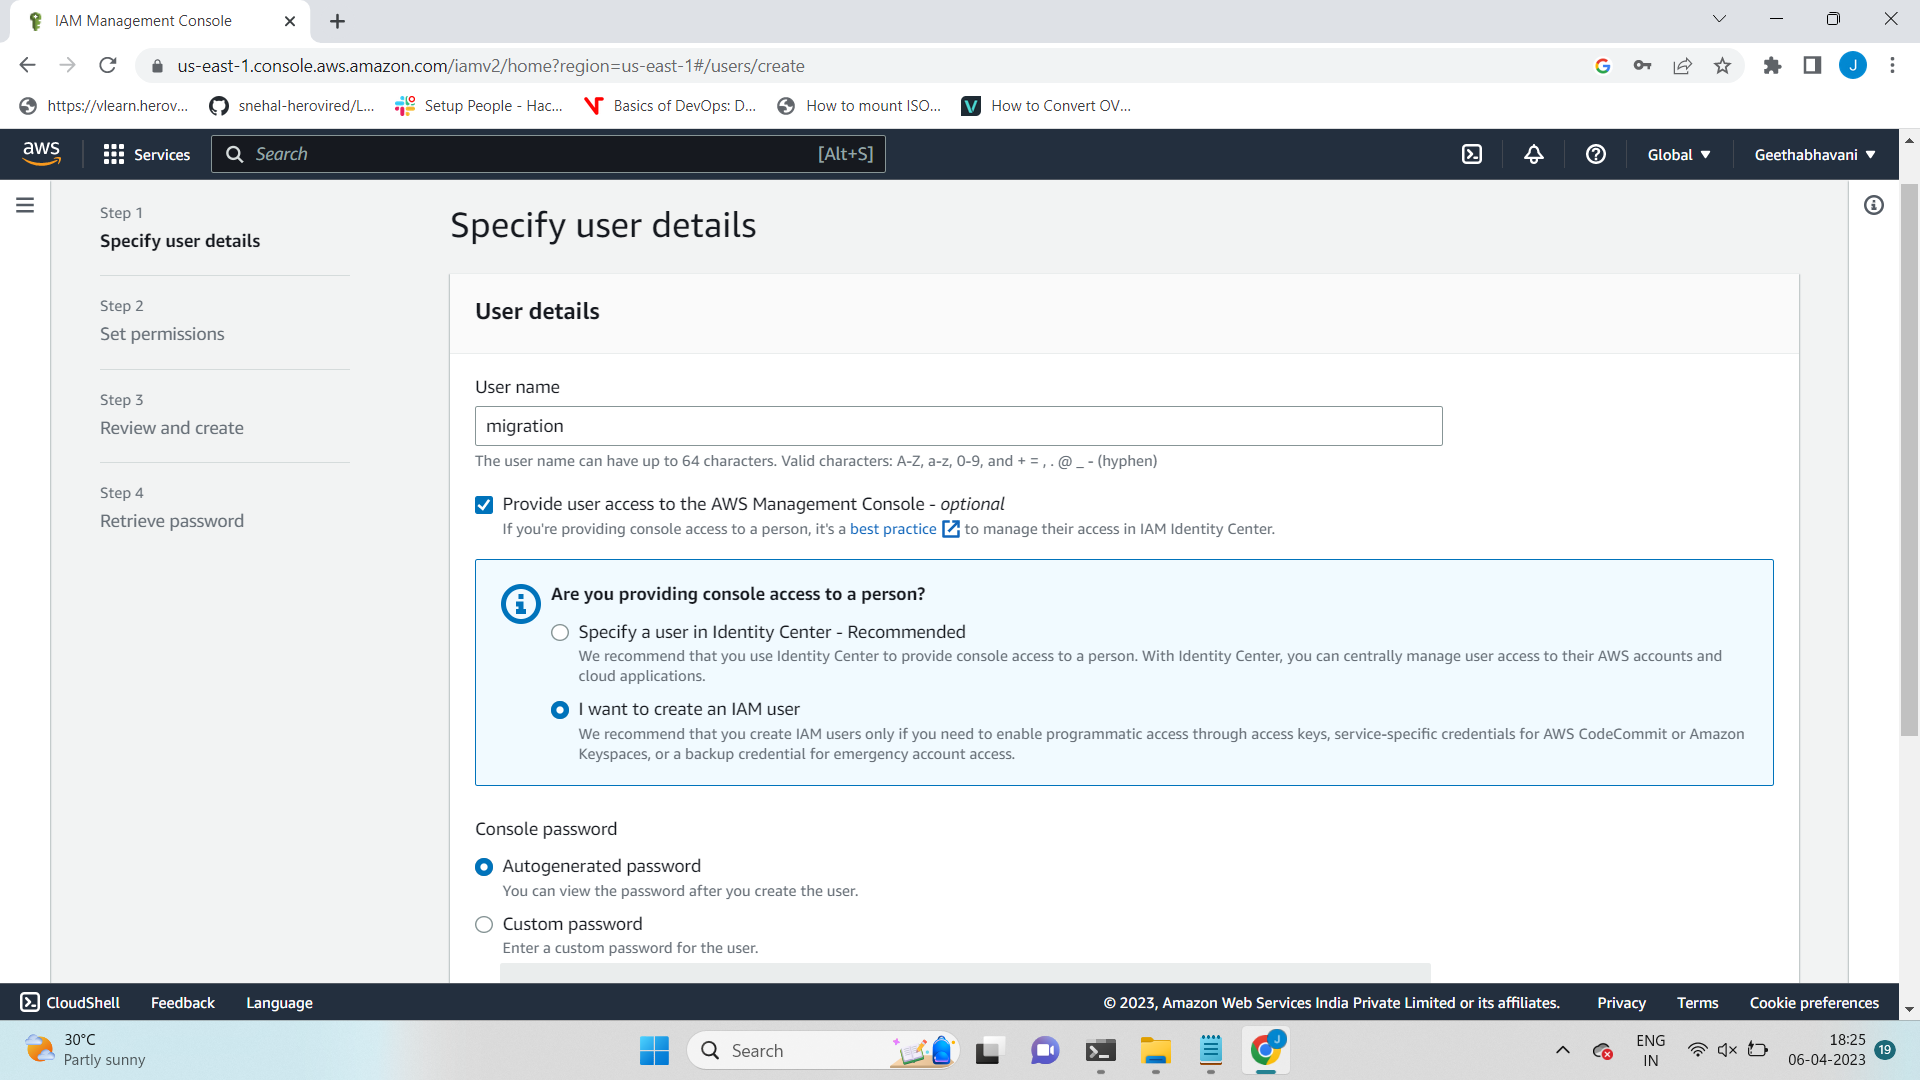 IAM Management Console
us-east-1.console.aws.amazon.com/iamv2/home?region=us-east-1#/users/create
J
https://vlearn.herov...
snehal-herovired/L...
Setup People - Hac...
Basics of DevOps: D...
How to mount ISO...
How to Convert OV...
aws
Services
Search
[Alt+S]
Global
Geethabhavani
Step 1
Specify user details
Step 2
Set permissions
Step 3
Review and create
Step 4
Retrieve password
Specify user details
User details
User name
migration
The user name can have up to 64 characters. Valid characters: A-Z, a-z, 0-9, and + = , . @ _ - (hyphen)
Provide user access to the AWS Management Console - optional
If you're providing console access to a person, it's a best practice to manage their access in IAM Identity Center.
Are you providing console access to a person?
Specify a user in Identity Center - Recommended
We recommend that you use Identity Center to provide console access to a person. With Identity Center, you can centrally manage user access to their AWS accounts and
cloud applications.
I want to create an IAM user
We recommend that you create IAM users only if you need to enable programmatic access through access keys, service-specific credentials for AWS CodeCommit or Amazon
Keyspaces, or a backup credential for emergency account access.
Console password
Autogenerated password
You can view the password after you create the user.
Custom password
Enter a custom password for the user.
CloudShell
Feedback
Language
© 2023, Amazon Web Services India Private Limited or its affiliates.
Privacy
Terms
Cookie preferences
30°C
Partly sunny
Search
J
ENG
IN
18:25
06-04-2023
19